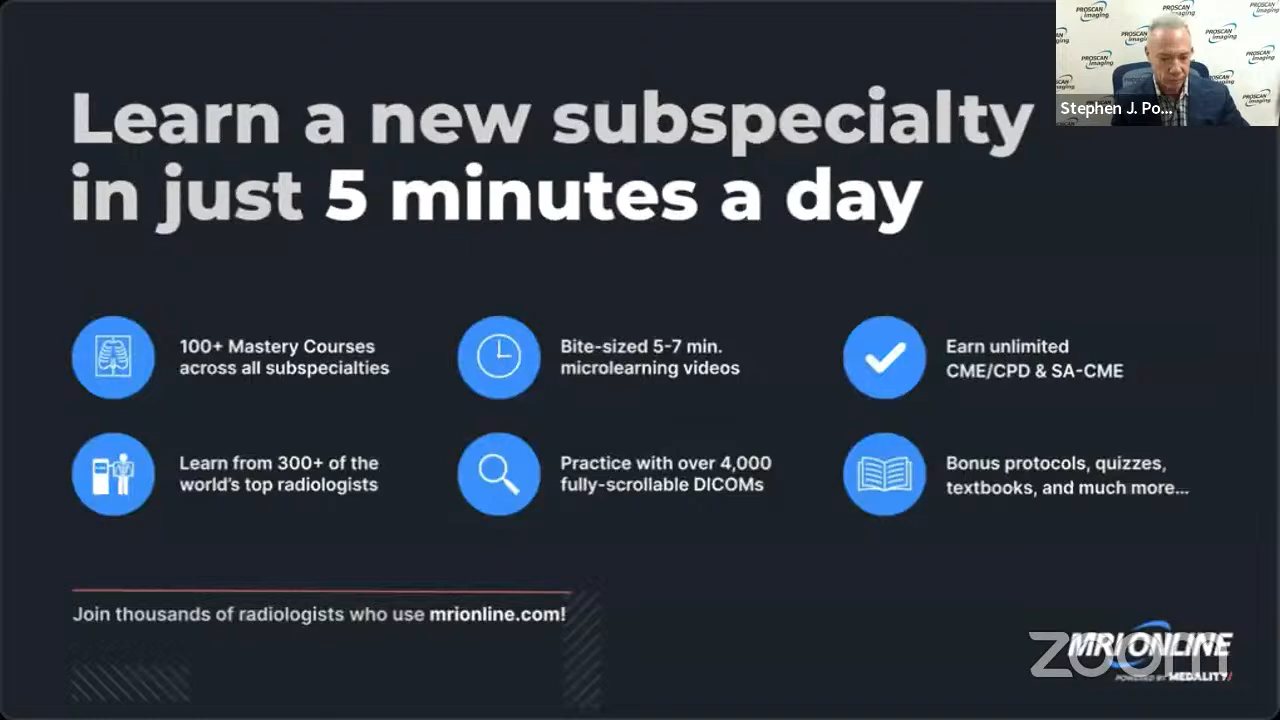 PROSCAN
imaging
Stephen J. Po...
Learn a new subspecialty
in just 5 minutes a day
100+ Mastery Courses
across all subspecialties
Bite-sized 5-7 min.
microlearning videos
Earn unlimited
CME/CPD & SA-CME
Learn from 300+ of the
world's top radiologists
Practice with over 4,000
fully-scrollable DICOMs
Bonus protocols, quizzes,
textbooks, and much more...
Join thousands of radiologists who use mrionline.com!
MRI ONLINE
zoom
POWERED BY MEDALITY/